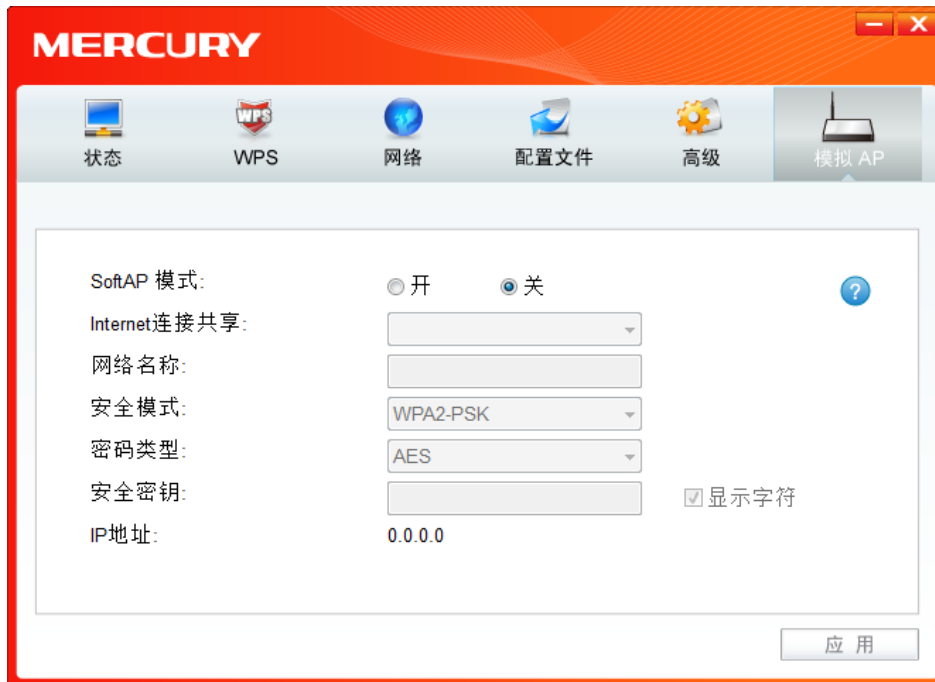 MERCURY
WPS
状态 WPS 网络 配置文件 高级 模拟 AP
SoftAP 模式: 开 关
?
Internet连接共享:
网络名称:
安全模式: WPA2-PSK
密码类型: AES
安全密钥: 显示字符
IP地址: 0.0.0.0
应 用